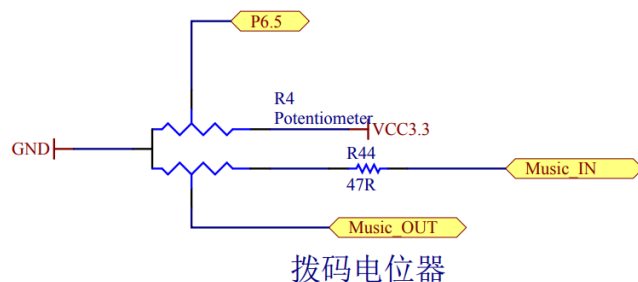 P6.5
R4
Potentiometer
VCC3.3
GND
R44
47R
Music_IN
Music_OUT
拨码电位器